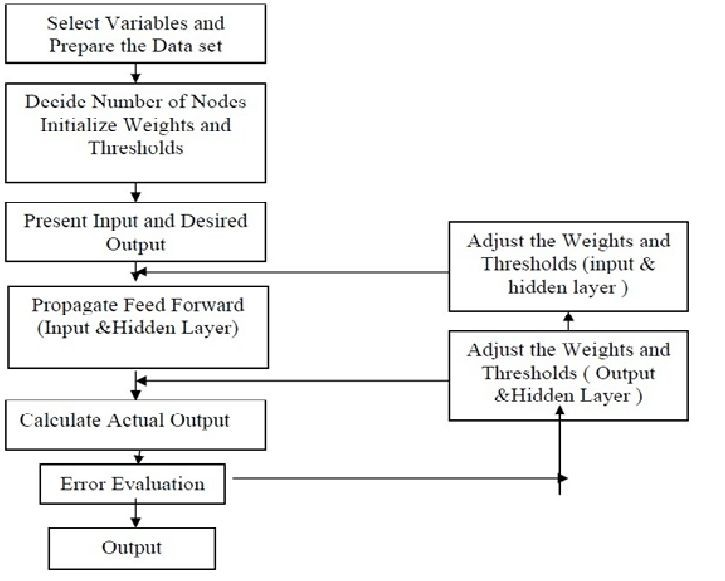 Select Variables and
Prepare the Data set
Decide Number of Nodes
Initialize Weights and
Thresholds
Present Input and Desired
Output
Propagate Feed Forward
(Input &Hidden Layer)
Calculate Actual Output
Error Evaluation
Output
Adjust the Weights and
Thresholds (input &
hidden layer )
Adjust the Weights and
Thresholds ( Output
&Hidden Layer )